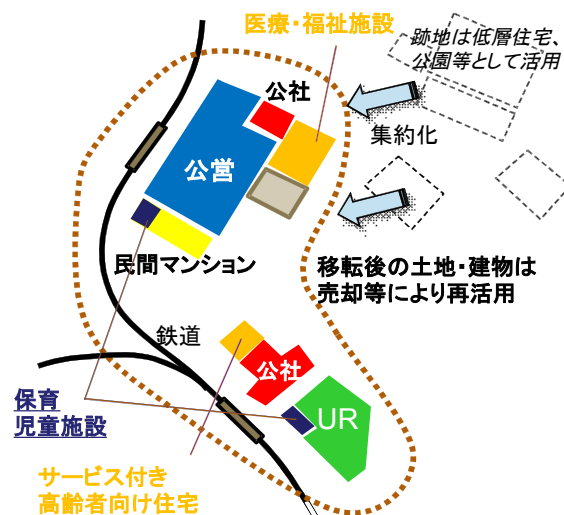 医療・福祉施設
跡地は低層住宅、
公園等として活用
公社
集約化
公営
民間マンション
移転後の土地・建物は
売却等により再活用
鉄道
公社
保育
児童施設
UR
サービス付き
高齢者向け住宅